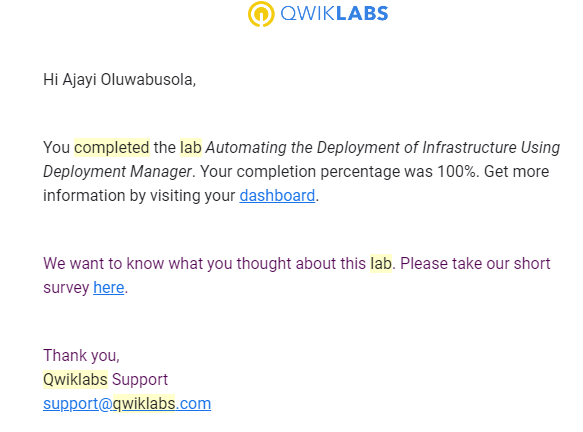 QWIKLABS
Hi Ajayi Oluwabusola,
You completed the lab Automating the Deployment of Infrastructure Using
Deployment Manager. Your completion percentage was 100%. Get more
information by visiting your dashboard.
We want to know what you thought about this lab. Please take our short
survey here.
Thank you,
Qwiklabs Support
support@qwiklabs.com